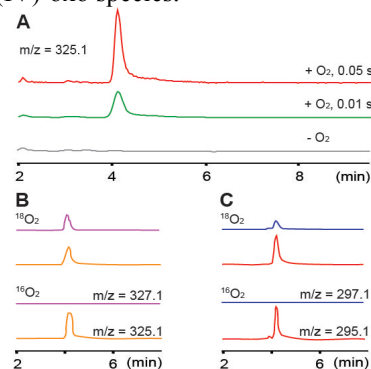 (IV)-oxo species.
A
m/z = 325.1
+ O₂, 0.05 s
+ O₂, 0.01 s
- O₂
2 4 6 8 (min)
B
¹⁸O₂
¹⁶O₂ m/z = 327.1
m/z = 325.1
2 6 (min)
C
¹⁸O₂
¹⁶O₂ m/z = 297.1
m/z = 295.1
2 6 (min)